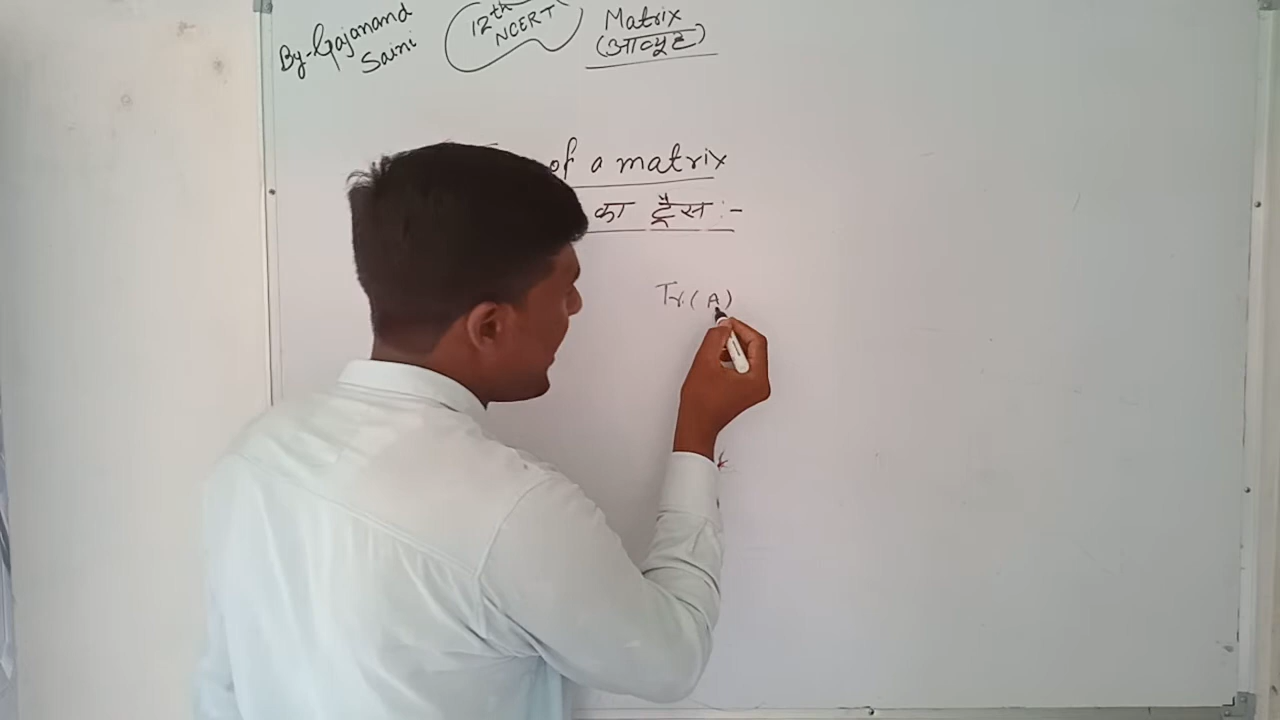 By-Gajanand
Saini
12th
NCERT
Matrix
(आव्यूह)
of a matrix
का ट्रैस :-
Tr.(A)